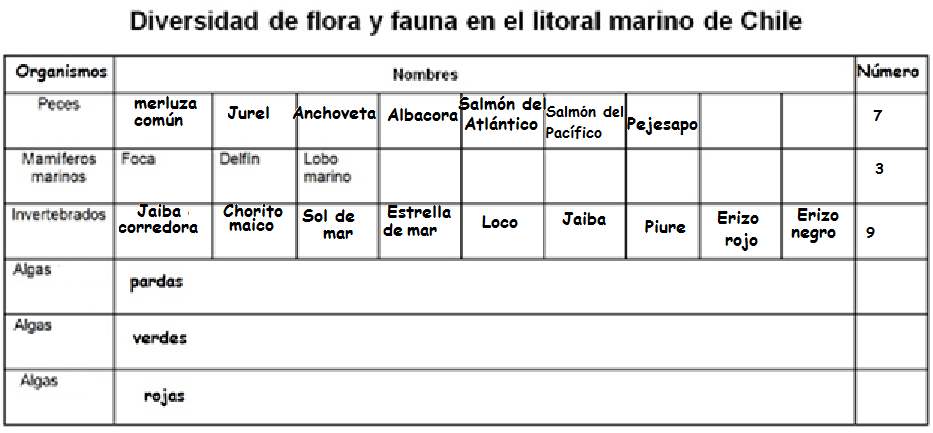 Diversidad de flora y fauna en el litoral marino de Chile
Organismos Nombres Número
Peces merluza común Jurel Anchoveta Albacora Salmón del Atlántico Salmón del Pacífico Pejesapo 7
Mamíferos marinos Foca Delfín Lobo marino 3
Invertebrados Jaiba corredora Chorito maico Sol de mar Estrella de mar Loco Jaiba Piure Erizo rojo Erizo negro 9
Algas pardas
Algas verdes
Algas rojas